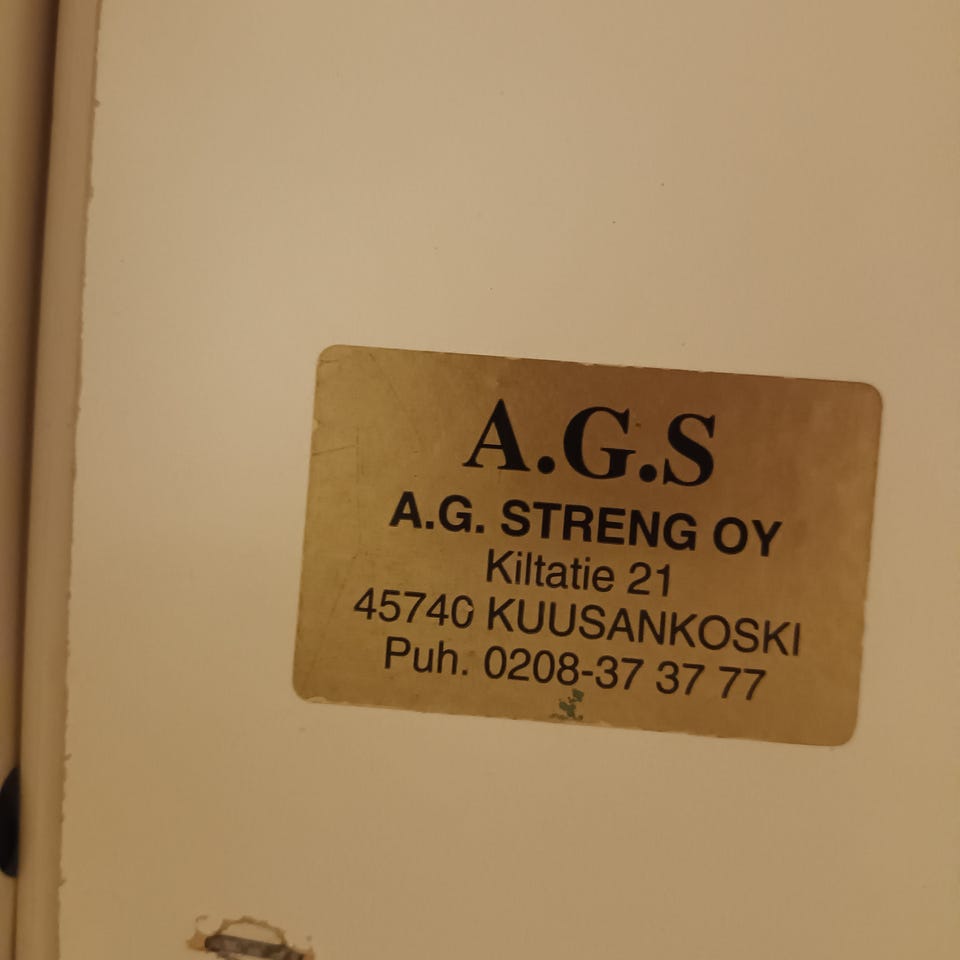 A.G.S
A.G. STRENG OY
Kiltatie 21
45740 KUUSANKOSKI
Puh. 0208-37 37 77